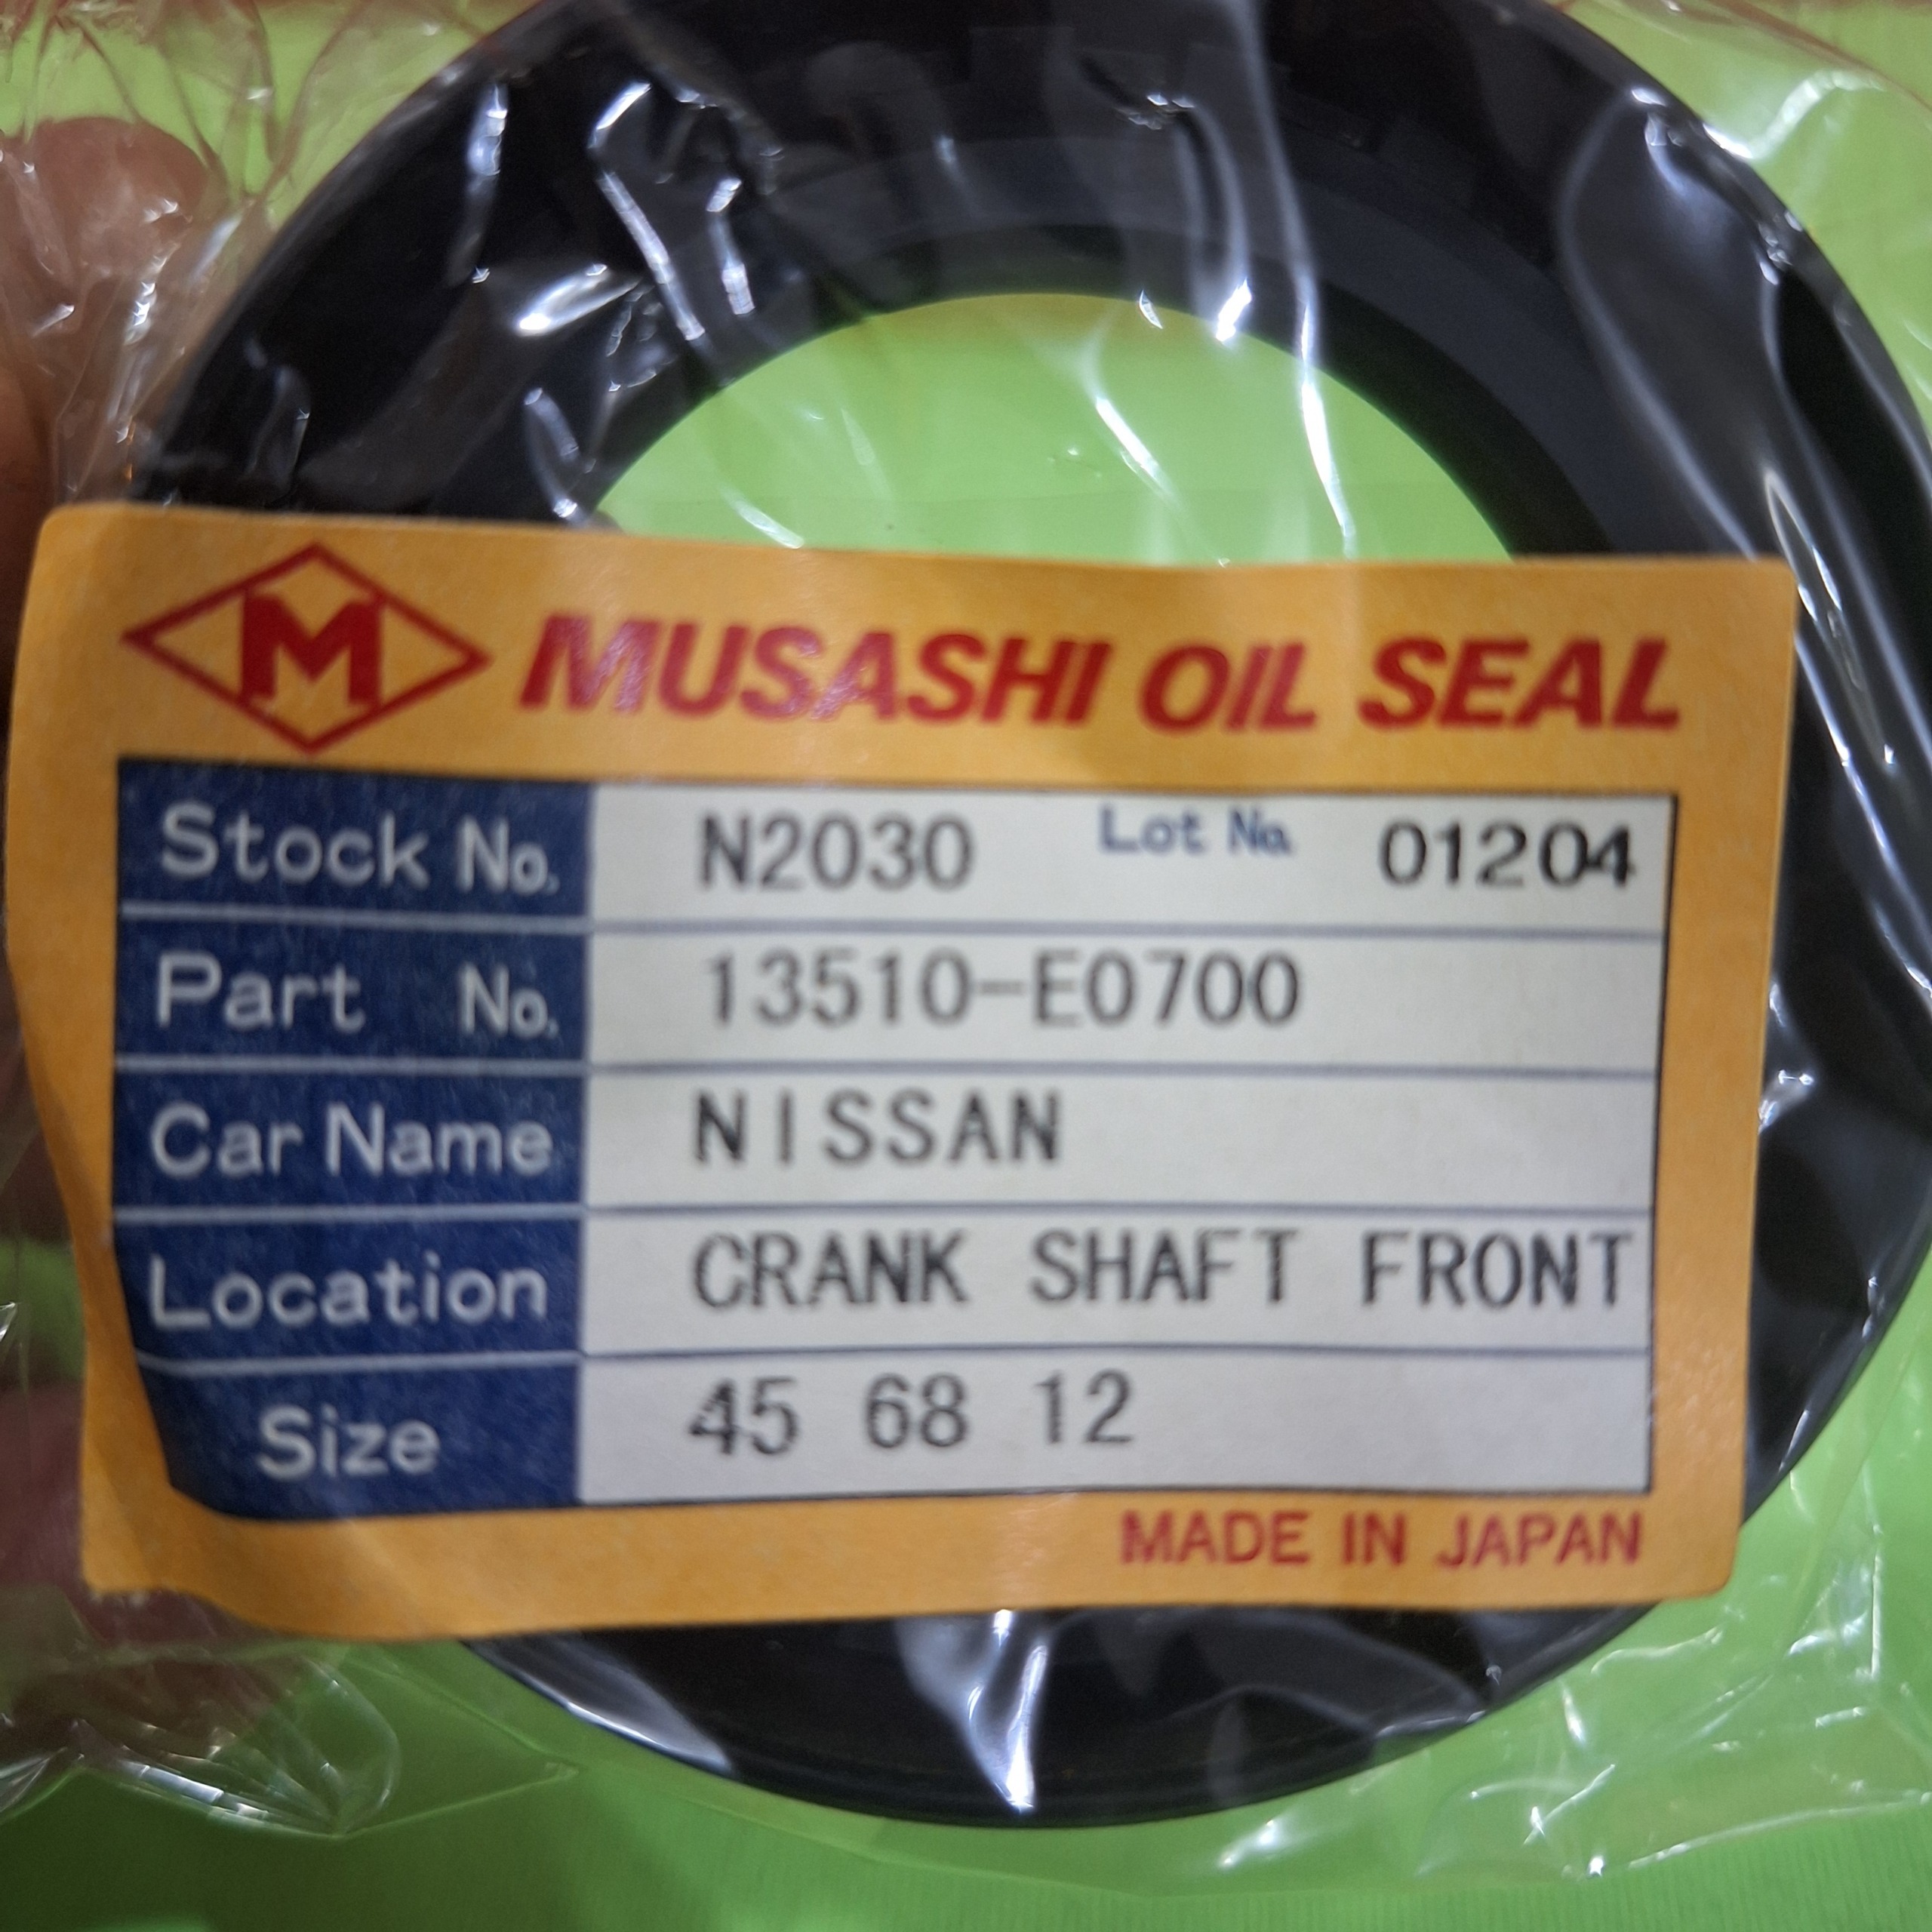 M MUSASHI OIL SEAL
Stock No. N2030 Lot No. 01204
Part No. 13510-E0700
Car Name NISSAN
Location CRANK SHAFT FRONT
Size 45 68 12
MADE IN JAPAN